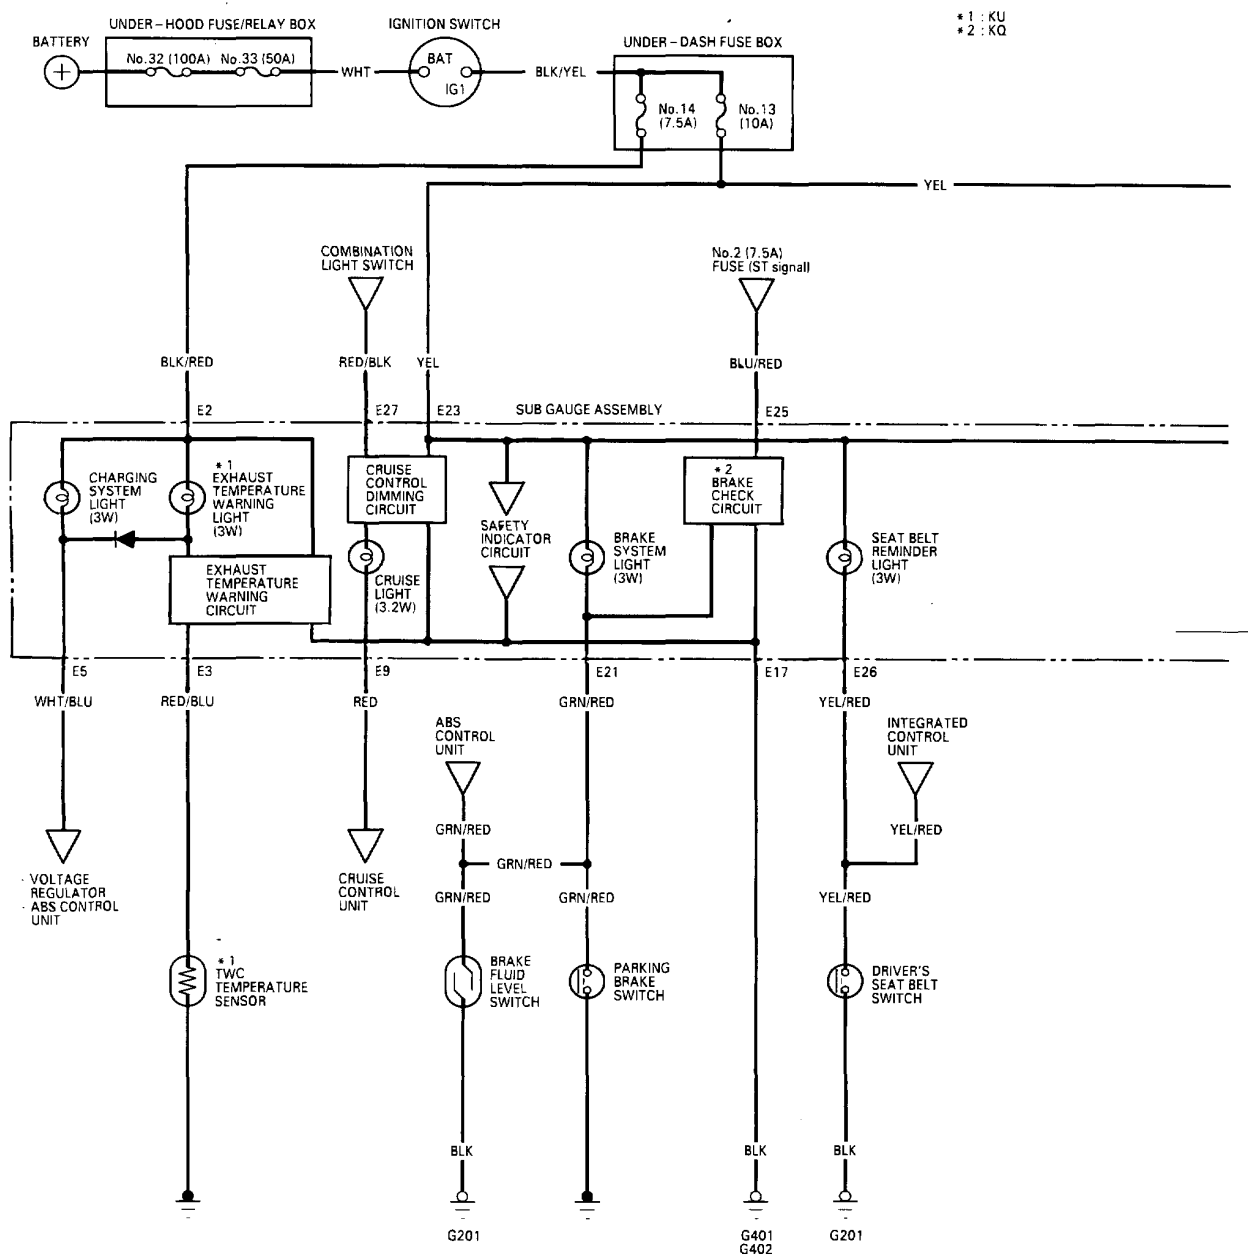 * 1 : KU
* 2 : KQ
UNDER-HOOD FUSE/RELAY BOX
IGNITION SWITCH
BATTERY
UNDER-DASH FUSE BOX
No.32 (100A)
No.33 (50A)
WHT
BAT
IG1
BLK/YEL
No.14
(7.5A)
No.13
(10A)
YEL
COMBINATION
LIGHT SWITCH
No.2 (7.5A)
FUSE (ST signal)
BLK/RED
RED/BLK
YEL
BLU/RED
E2
E27
E23
SUB GAUGE ASSEMBLY
E25
CHARGING
SYSTEM
LIGHT
(3W)
* 1
EXHAUST
TEMPERATURE
WARNING
LIGHT
(3W)
CRUISE
CONTROL
DIMMING
CIRCUIT
* 2
BRAKE
CHECK
CIRCUIT
SAFETY
INDICATOR
CIRCUIT
BRAKE
SYSTEM
LIGHT
(3W)
SEAT BELT
REMINDER
LIGHT
(3W)
EXHAUST
TEMPERATURE
WARNING
CIRCUIT
CRUISE
LIGHT
(3.2W)
E5
E3
E9
E21
E17
E26
WHT/BLU
RED/BLU
RED
GRN/RED
YEL/RED
ABS
CONTROL
UNIT
INTEGRATED
CONTROL
UNIT
GRN/RED
YEL/RED
GRN/RED
VOLTAGE
REGULATOR
ABS CONTROL
UNIT
CRUISE
CONTROL
UNIT
GRN/RED
GRN/RED
YEL/RED
* 1
TWC
TEMPERATURE
SENSOR
BRAKE
FLUID
LEVEL
SWITCH
PARKING
BRAKE
SWITCH
DRIVER'S
SEAT BELT
SWITCH
BLK
BLK
BLK
G201
G401
G402
G201